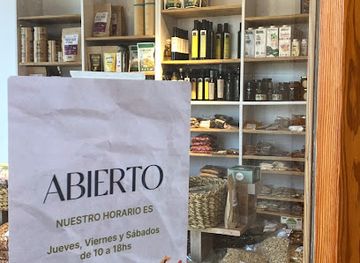 ABIERTO
NUESTRO HORARIO ES
Jueves, Viernes y Sábados
de 10 a 18hs